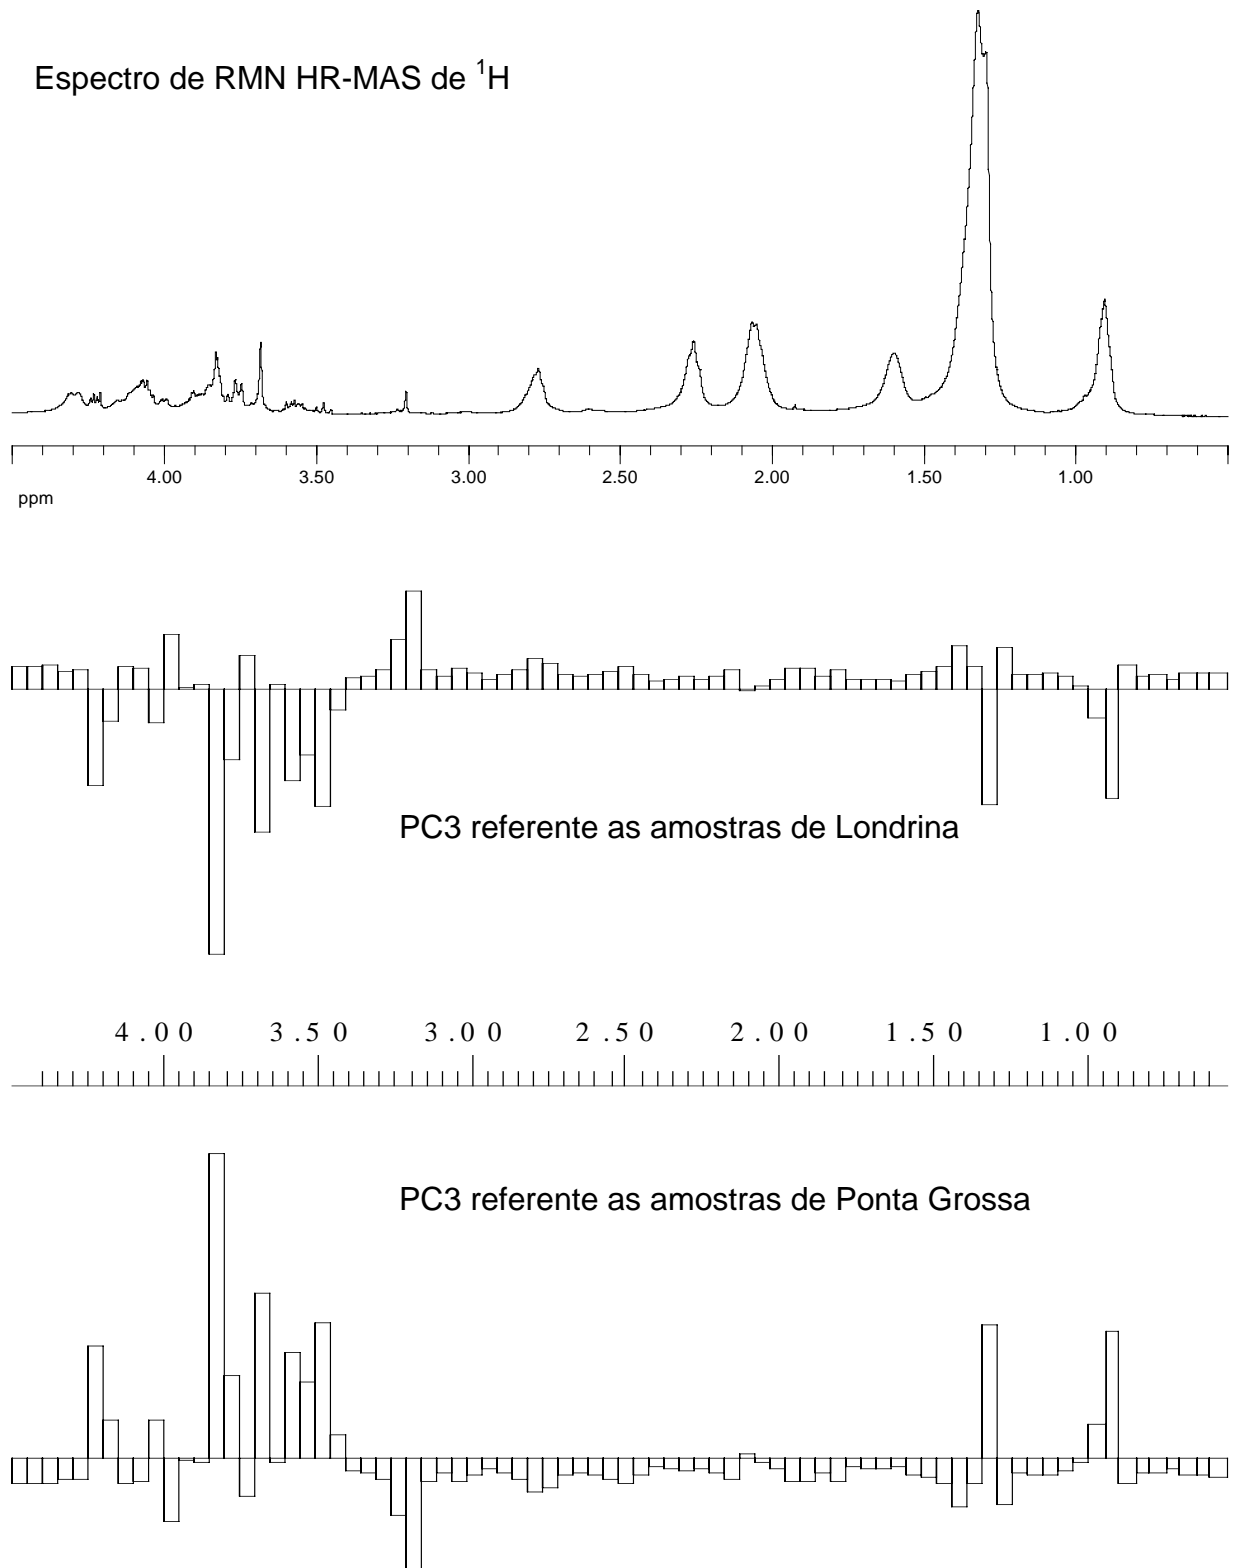 Espectro de RMN HR-MAS de ¹H
4.00 3.50 3.00 2.50 2.00 1.50 1.00
ppm
PC3 referente as amostras de Londrina
4.00 3.50 3.00 2.50 2.00 1.50 1.00
PC3 referente as amostras de Ponta Grossa